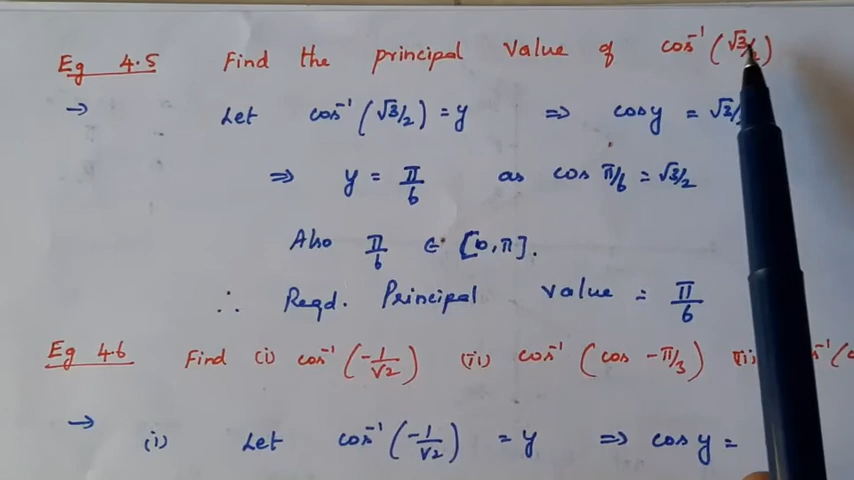 Eg 4.5 Find the principal value of cos⁻¹(√3/2)
→ Let cos⁻¹(√3/2) = y ⇒ cos y = √3/
⇒ y = π/6 as cos π/6 = √3/2
Also π/6 ∈ [0, π].
∴ Reqd. Principal value = π/6
Eg 4.6 Find (i) cos⁻¹(-1/√2) (ii) cos⁻¹(cos -π/3)
→ (i) Let cos⁻¹(-1/√2) = y ⇒ cos y =